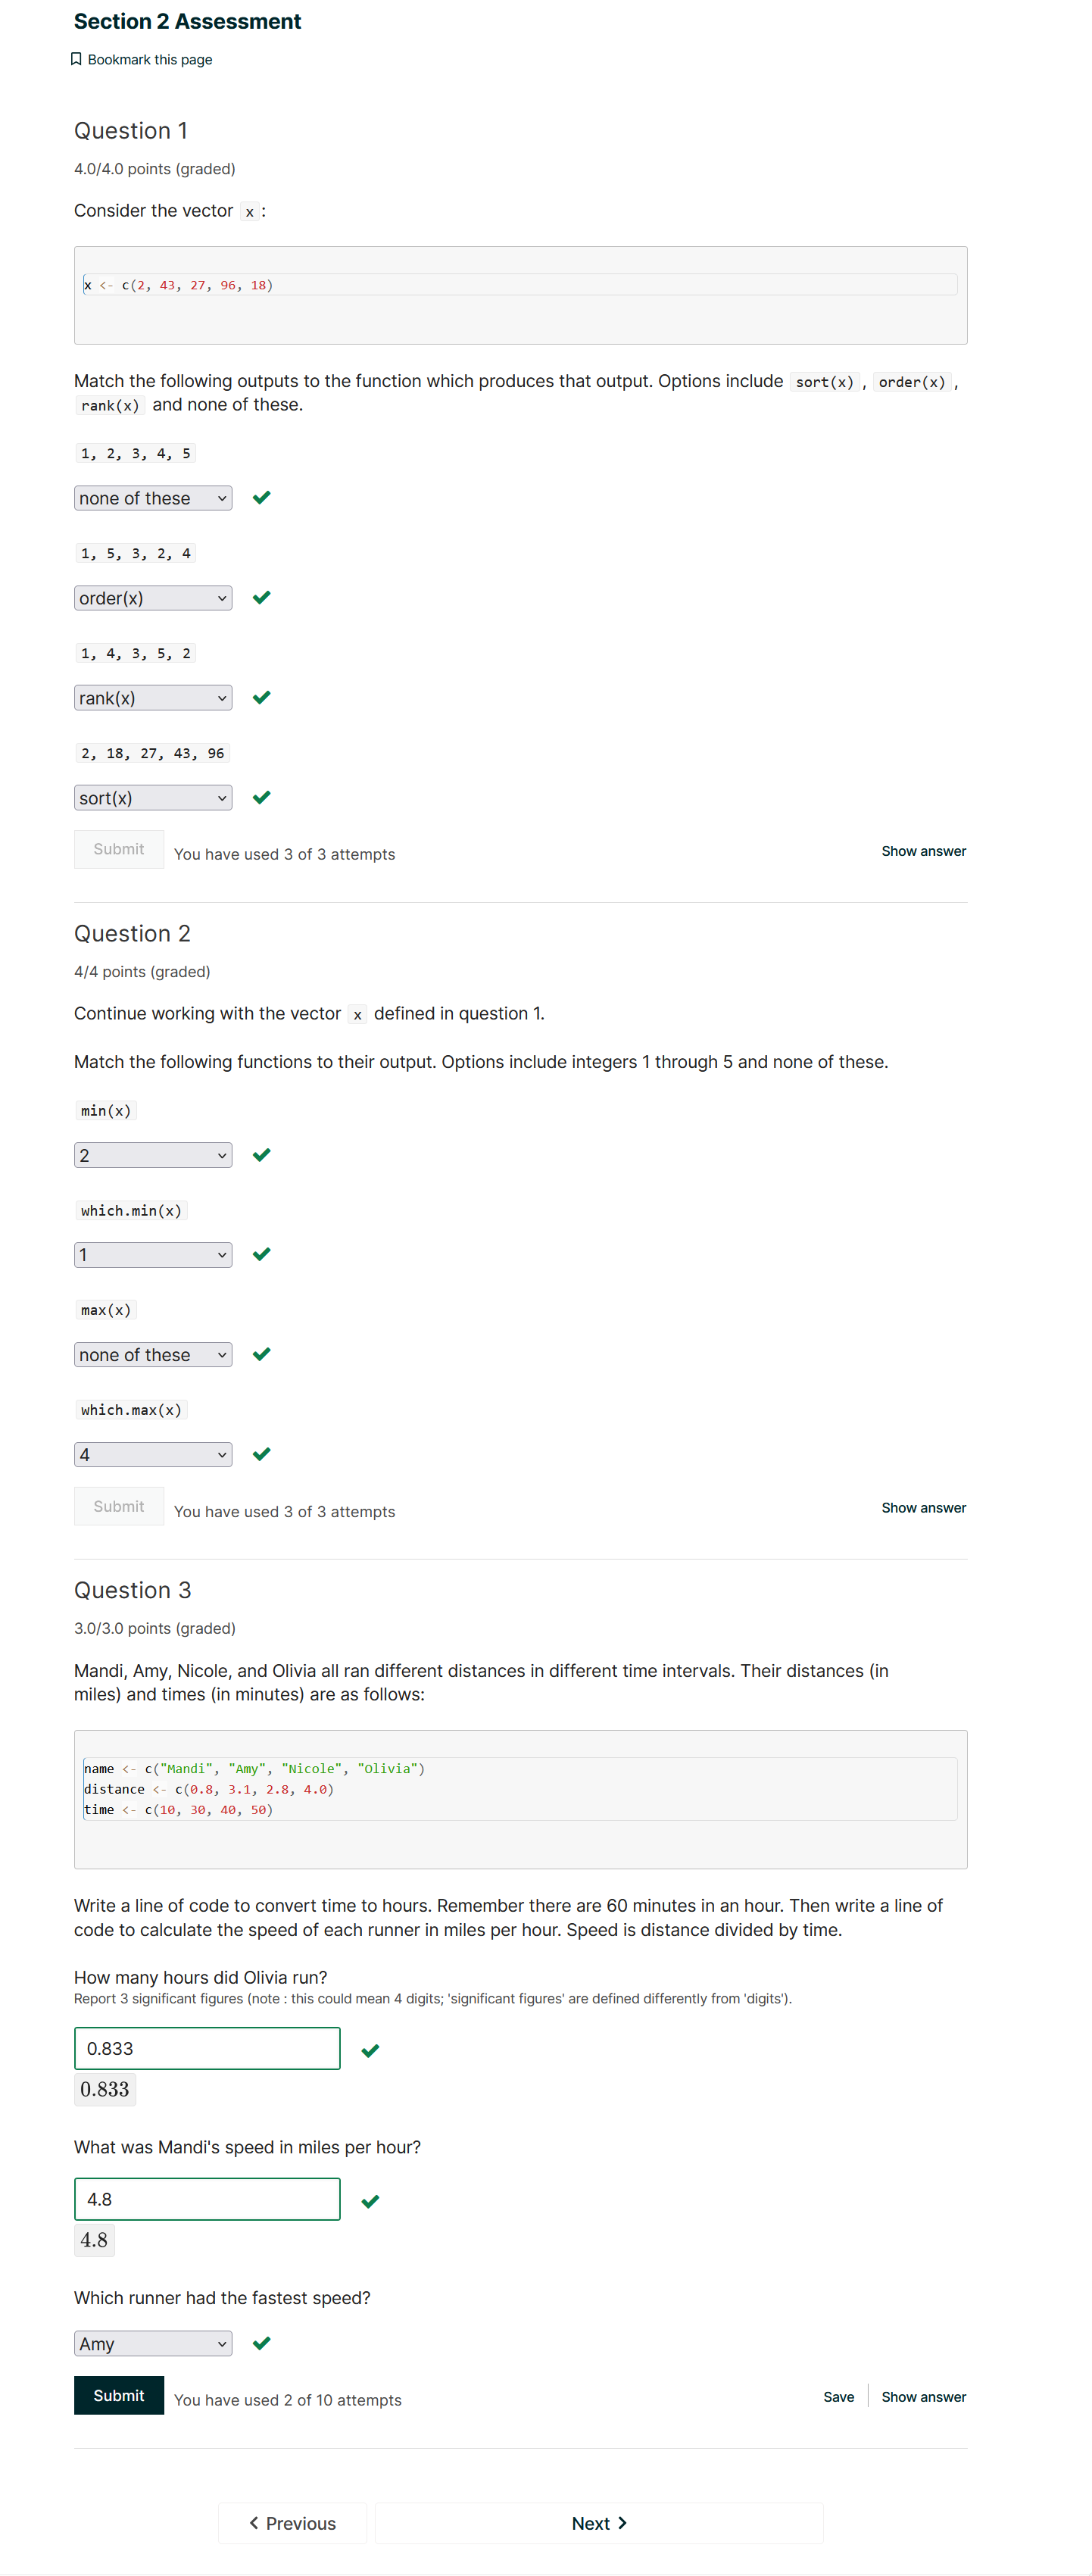 Section 2 Assessment
Bookmark this page
Question 1
4.0/4.0 points (graded)
Consider the vector x :
x <- c(2, 43, 27, 96, 18)
Match the following outputs to the function which produces that output. Options include sort(x) , order(x) ,
rank(x) and none of these.
1, 2, 3, 4, 5
none of these
1, 5, 3, 2, 4
order(x)
1, 4, 3, 5, 2
rank(x)
2, 18, 27, 43, 96
sort(x)
Submit You have used 3 of 3 attempts Show answer
Question 2
4/4 points (graded)
Continue working with the vector x defined in question 1.
Match the following functions to their output. Options include integers 1 through 5 and none of these.
min(x)
2
which.min(x)
1
max(x)
none of these
which.max(x)
4
Submit You have used 3 of 3 attempts Show answer
Question 3
3.0/3.0 points (graded)
Mandi, Amy, Nicole, and Olivia all ran different distances in different time intervals. Their distances (in
miles) and times (in minutes) are as follows:
name <- c("Mandi", "Amy", "Nicole", "Olivia")
distance <- c(0.8, 3.1, 2.8, 4.0)
time <- c(10, 30, 40, 50)
Write a line of code to convert time to hours. Remember there are 60 minutes in an hour. Then write a line of
code to calculate the speed of each runner in miles per hour. Speed is distance divided by time.
How many hours did Olivia run?
Report 3 significant figures (note : this could mean 4 digits; 'significant figures' are defined differently from 'digits').
0.833
0.833
What was Mandi's speed in miles per hour?
4.8
4.8
Which runner had the fastest speed?
Amy
Submit You have used 2 of 10 attempts Save Show answer
Previous Next